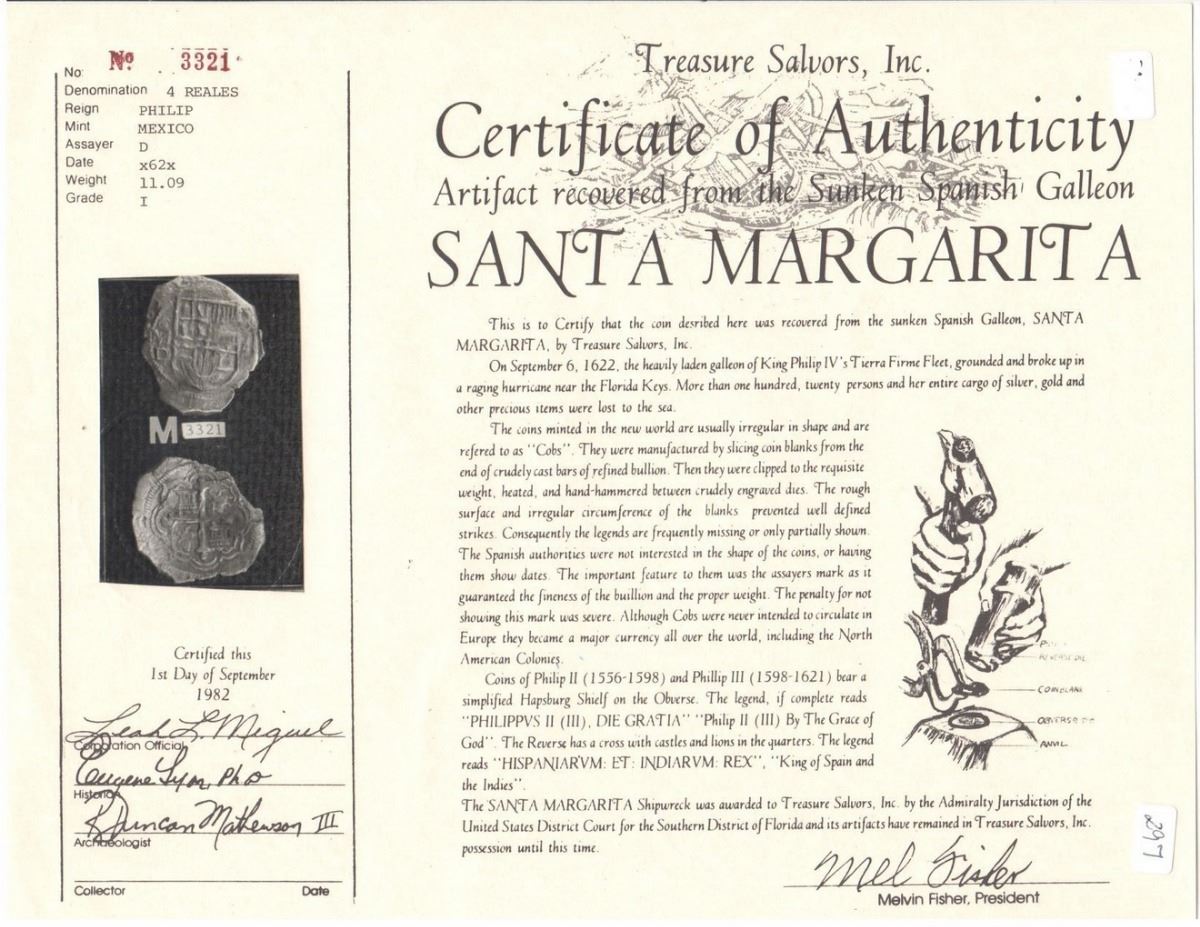 No: Nº 3321
Denomination 4 REALES
Reign PHILIP
Mint MEXICO
Assayer D
Date x62x
Weight 11.09
Grade I
M 3321
Certified this
1st Day of September
1982
Leah L. Miguel
Corporation Official
Eugene Lyon, PhD
Historian
R Duncan Mathewson III
Archaeologist
Collector Date
Treasure Salvors, Inc.
Certificate of Authenticity
Artifact recovered from the Sunken Spanish Galleon
SANTA MARGARITA
This is to Certify that the coin desribed here was recovered from the sunken Spanish Galleon, SANTA
MARGARITA, by Treasure Salvors, Inc.
On September 6, 1622, the heavily laden galleon of King Philip IV's Tierra Firme Fleet, grounded and broke up in
a raging hurricane near the Florida Keys. More than one hundred, twenty persons and her entire cargo of silver, gold and
other precious items were lost to the sea.
The coins minted in the new world are usually irregular in shape and are
refered to as "Cobs". They were manufactured by slicing coin blanks from the
end of crudely cast bars of refined bullion. Then they were clipped to the requisite
weight, heated, and hand-hammered between crudely engraved dies. The rough
surface and irregular circumference of the blanks prevented well defined
strikes. Consequently the legends are frequently missing or only partially shown.
The Spanish authorities were not interested in the shape of the coins, or having
them show dates. The important feature to them was the assayers mark as it
guaranteed the fineness of the buillion and the proper weight. The penalty for not
showing this mark was severe. Although Cobs were never intended to circulate in
Europe they became a major currency all over the world, including the North
American Colonies.
Coins of Philip II (1556-1598) and Phillip III (1598-1621) bear a
simplified Hapsburg Shielf on the Obverse. The legend, if complete reads
"PHILIPPVS II (III), DIE GRATIA" "Philip II (III) By The Grace of
God". The Reverse has a cross with castles and lions in the quarters. The legend
reads "HISPANIARVM: ET: INDIARVM: REX", "King of Spain and
the Indies".
The SANTA MARGARITA Shipwreck was awarded to Treasure Salvors, Inc. by the Admiralty Jurisdiction of the
United States District Court for the Southern District of Florida and its artifacts have remained in Treasure Salvors, Inc.
possession until this time.
REVERSE DIE
COIN BLANK
OBVERSE DIE
ANVIL
Mel Fisher
Melvin Fisher, President